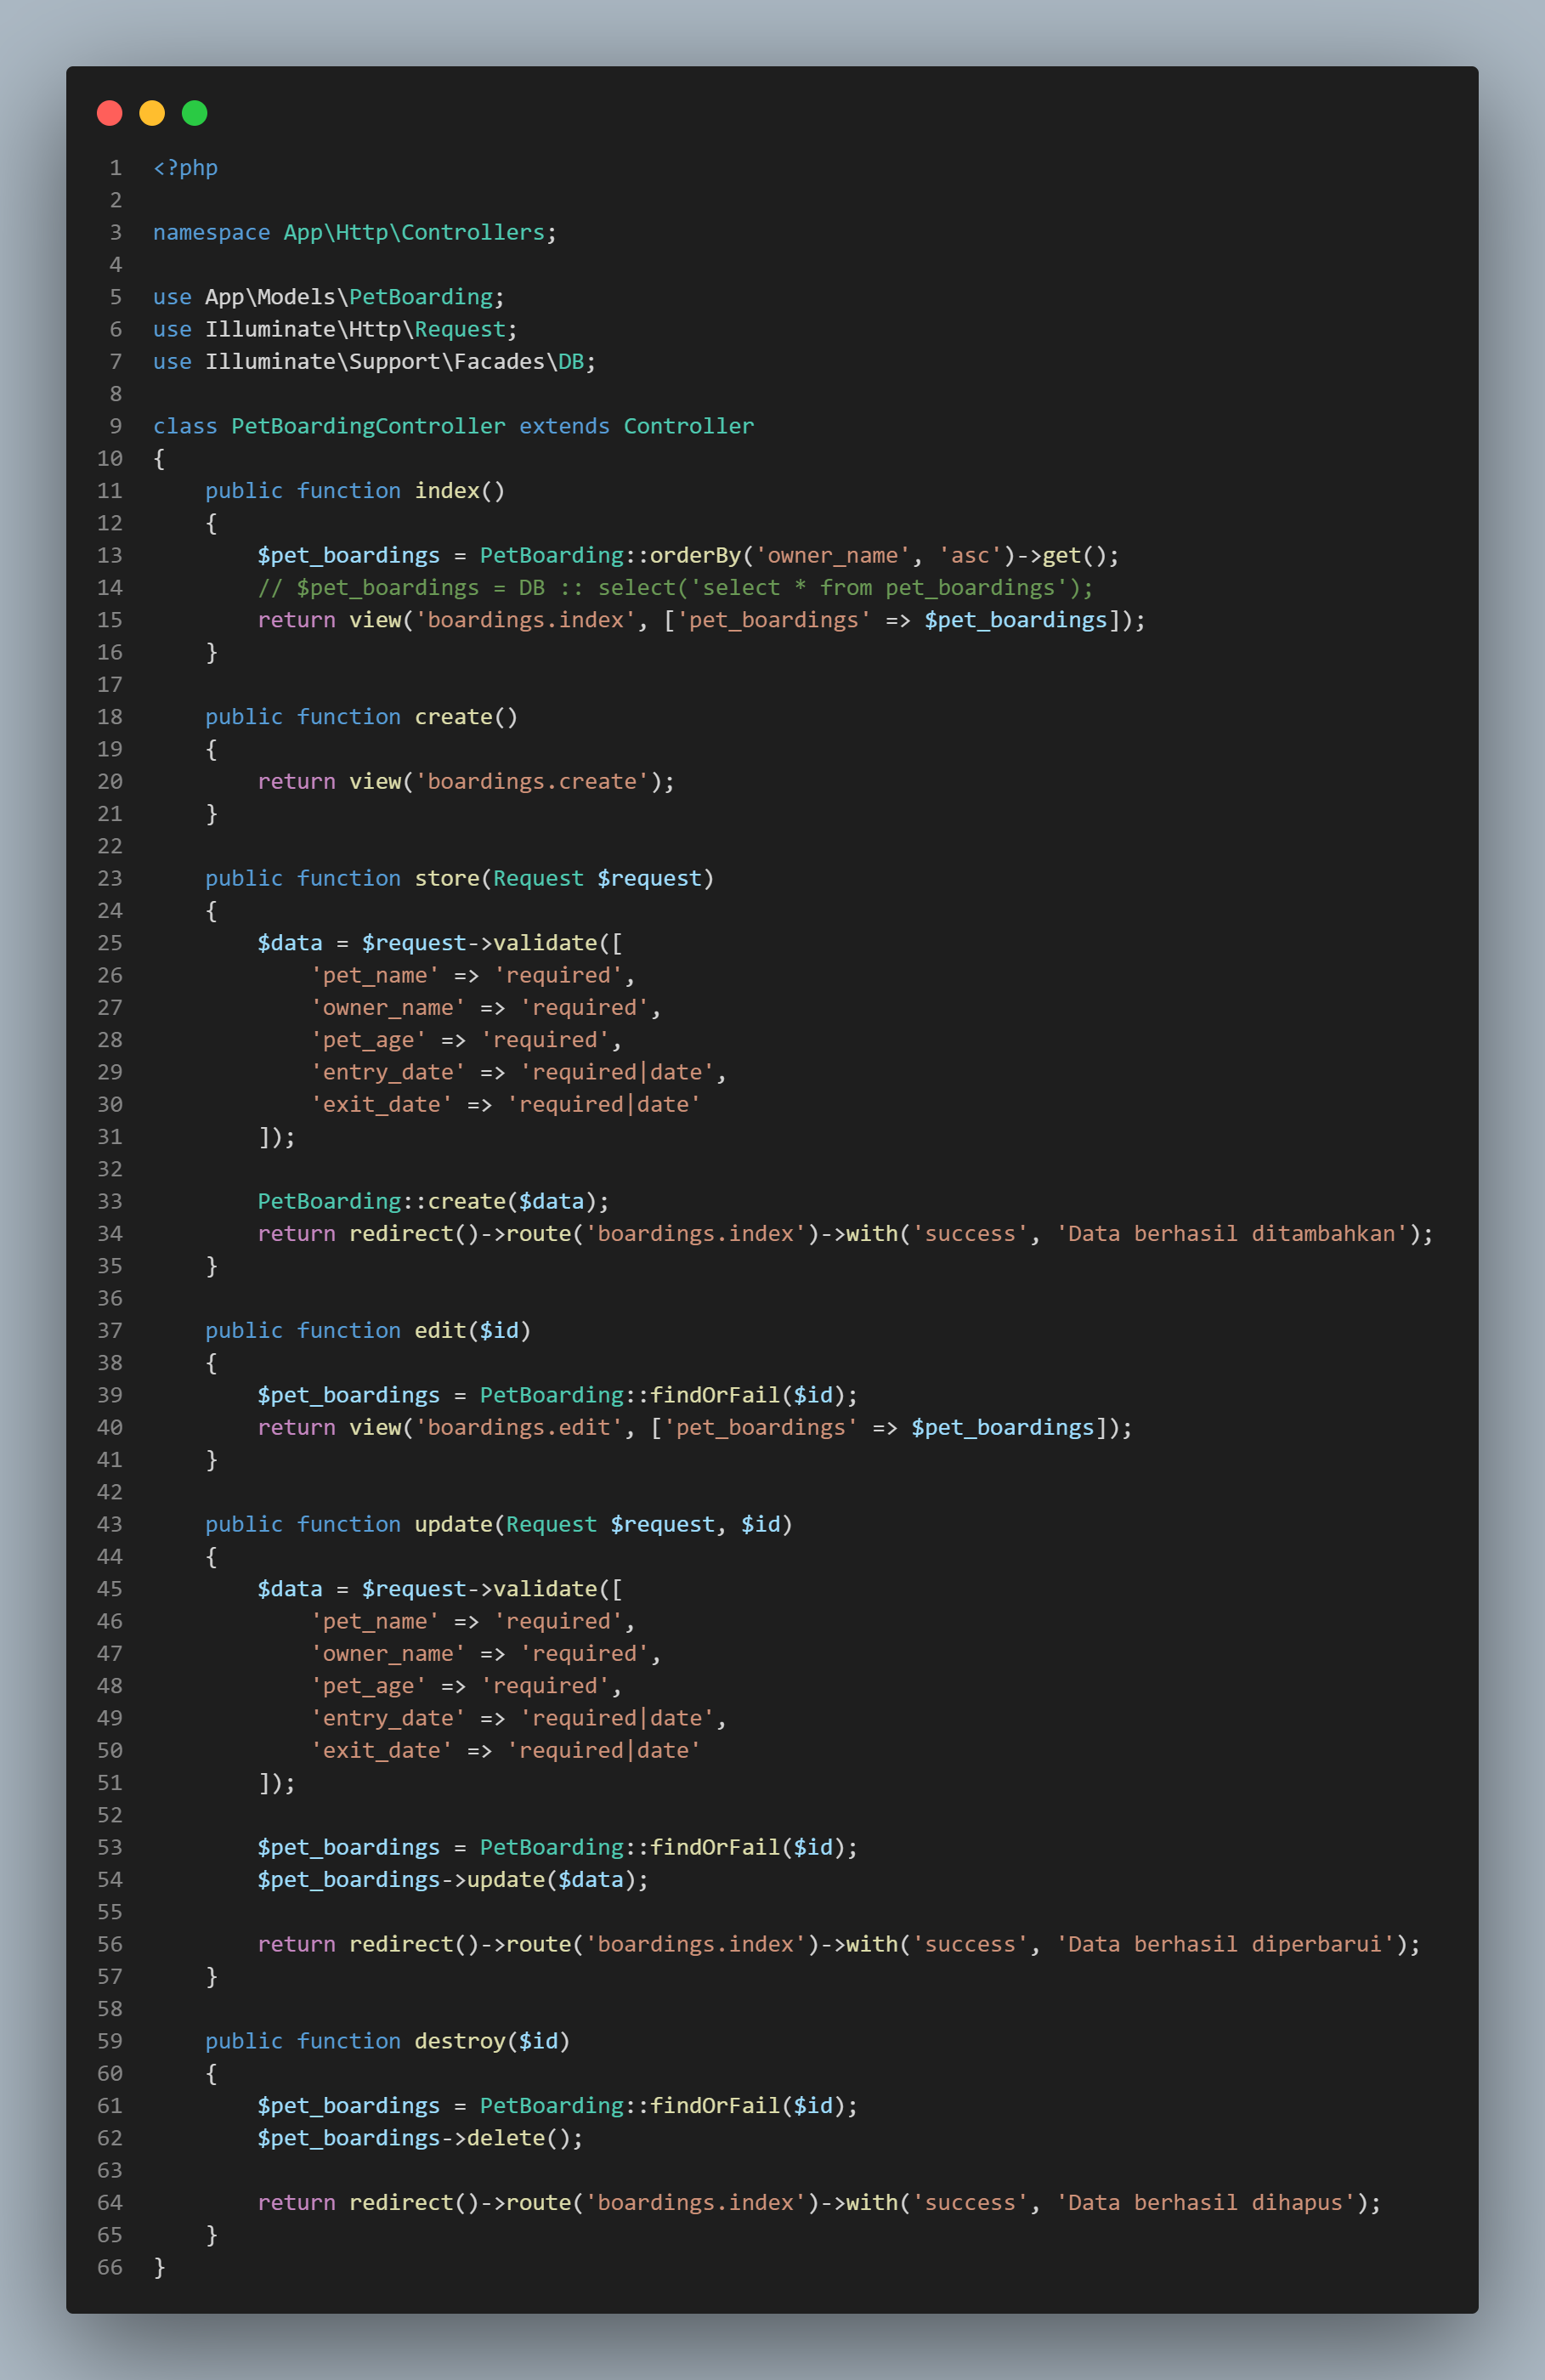 1 <?php
2
3 namespace App\Http\Controllers;
4
5 use App\Models\PetBoarding;
6 use Illuminate\Http\Request;
7 use Illuminate\Support\Facades\DB;
8
9 class PetBoardingController extends Controller
10 {
11     public function index()
12     {
13         $pet_boardings = PetBoarding::orderBy('owner_name', 'asc')->get();
14         // $pet_boardings = DB :: select('select * from pet_boardings');
15         return view('boardings.index', ['pet_boardings' => $pet_boardings]);
16     }
17
18     public function create()
19     {
20         return view('boardings.create');
21     }
22
23     public function store(Request $request)
24     {
25         $data = $request->validate([
26             'pet_name' => 'required',
27             'owner_name' => 'required',
28             'pet_age' => 'required',
29             'entry_date' => 'required|date',
30             'exit_date' => 'required|date'
31         ]);
32
33         PetBoarding::create($data);
34         return redirect()->route('boardings.index')->with('success', 'Data berhasil ditambahkan');
35     }
36
37     public function edit($id)
38     {
39         $pet_boardings = PetBoarding::findOrFail($id);
40         return view('boardings.edit', ['pet_boardings' => $pet_boardings]);
41     }
42
43     public function update(Request $request, $id)
44     {
45         $data = $request->validate([
46             'pet_name' => 'required',
47             'owner_name' => 'required',
48             'pet_age' => 'required',
49             'entry_date' => 'required|date',
50             'exit_date' => 'required|date'
51         ]);
52
53         $pet_boardings = PetBoarding::findOrFail($id);
54         $pet_boardings->update($data);
55
56         return redirect()->route('boardings.index')->with('success', 'Data berhasil diperbarui');
57     }
58
59     public function destroy($id)
60     {
61         $pet_boardings = PetBoarding::findOrFail($id);
62         $pet_boardings->delete();
63
64         return redirect()->route('boardings.index')->with('success', 'Data berhasil dihapus');
65     }
66 }